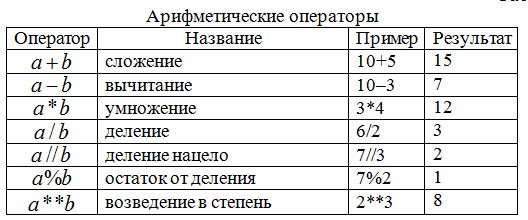 Арифметические операторы
Оператор Название Пример Результат
a+b сложение 10+5 15
a−b вычитание 10–3 7
a*b умножение 3*4 12
a/b деление 6/2 3
a//b деление нацело 7//3 2
a%b остаток от деления 7%2 1
a**b возведение в степень 2**3 8